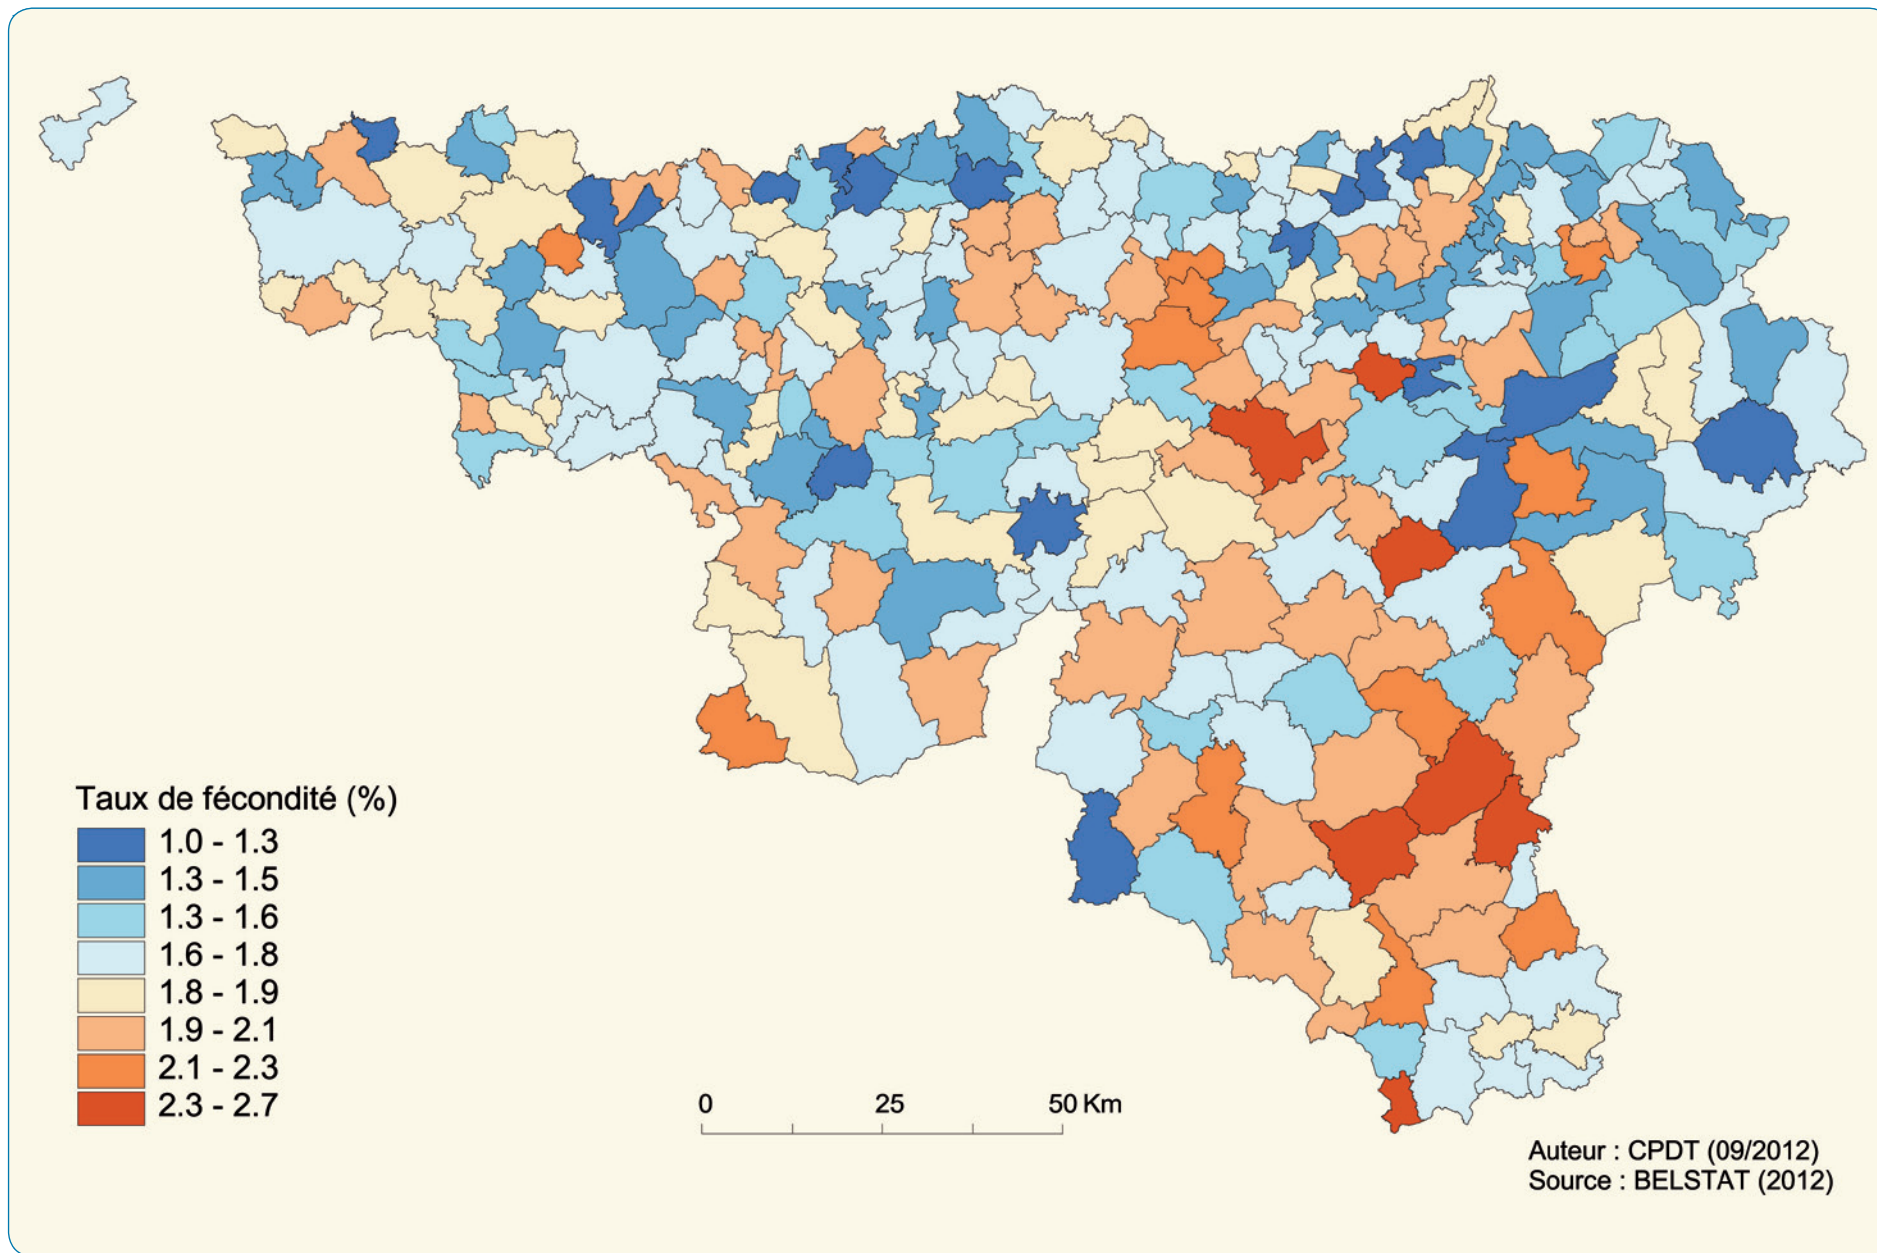 Taux de fécondité (%)
1.0 - 1.3
1.3 - 1.5
1.3 - 1.6
1.6 - 1.8
1.8 - 1.9
1.9 - 2.1
2.1 - 2.3
2.3 - 2.7
0 25 50 Km
Auteur : CPDT (09/2012)
Source : BELSTAT (2012)